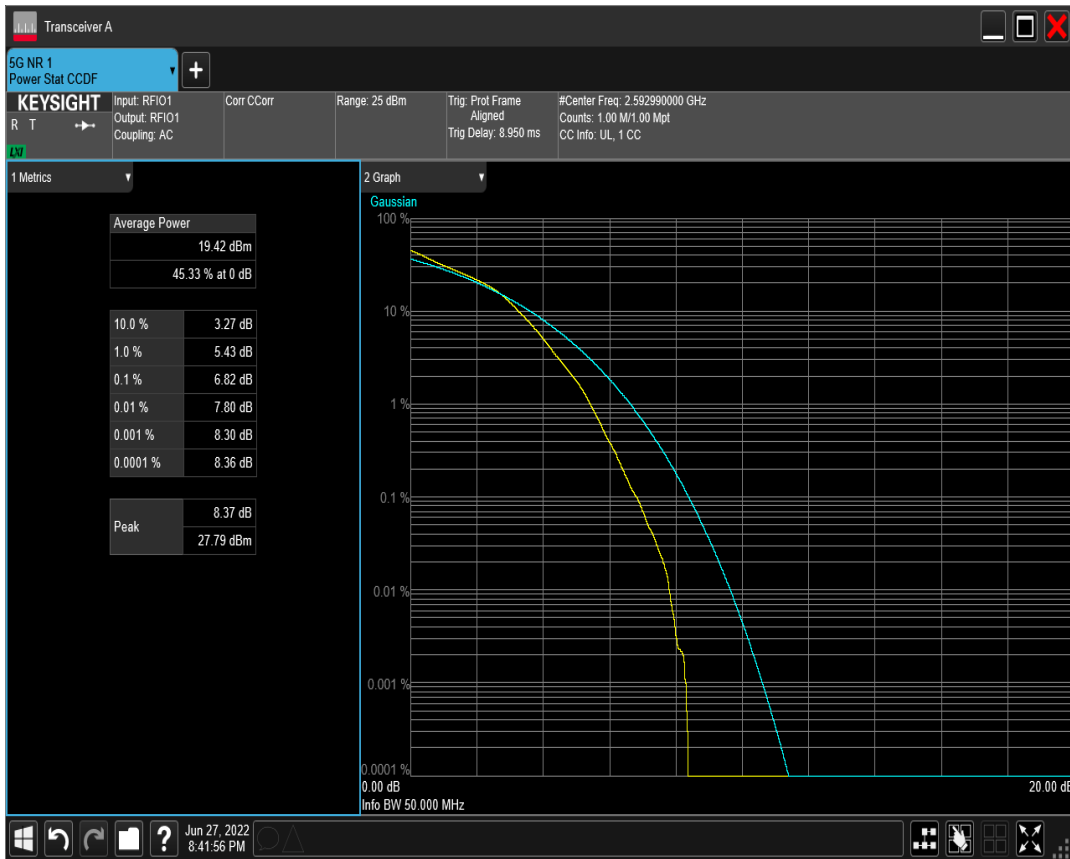 Transceiver A
5G NR 1
Power Stat CCDF
+
KEYSIGHT
R T
LXI
Input: RFIO1
Output: RFIO1
Coupling: AC
Corr CCorr
Range: 25 dBm
Trig: Prot Frame
Aligned
Trig Delay: 8.950 ms
#Center Freq: 2.592990000 GHz
Counts: 1.00 M/1.00 Mpt
CC Info: UL, 1 CC
1 Metrics
Average Power
19.42 dBm
45.33 % at 0 dB
10.0 % 3.27 dB
1.0 % 5.43 dB
0.1 % 6.82 dB
0.01 % 7.80 dB
0.001 % 8.30 dB
0.0001 % 8.36 dB
Peak
8.37 dB
27.79 dBm
2 Graph
Gaussian
100 %
10 %
1 %
0.1 %
0.01 %
0.001 %
0.0001 %
0.00 dB
20.00 dB
Info BW 50.000 MHz
?
Jun 27, 2022
8:41:56 PM